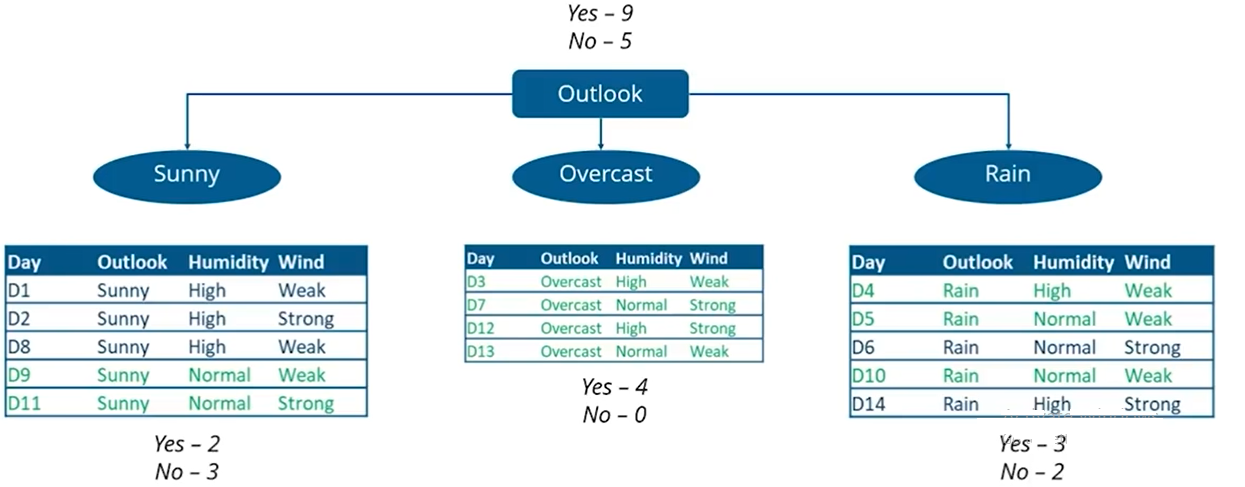 Yes – 9
No – 5
Outlook
Sunny
Overcast
Rain
Day Outlook Humidity Wind
D1 Sunny High Weak
D2 Sunny High Strong
D8 Sunny High Weak
D9 Sunny Normal Weak
D11 Sunny Normal Strong
Yes – 2
No – 3
Day Outlook Humidity Wind
D3 Overcast High Weak
D7 Overcast Normal Strong
D12 Overcast High Strong
D13 Overcast Normal Weak
Yes – 4
No – 0
Day Outlook Humidity Wind
D4 Rain High Weak
D5 Rain Normal Weak
D6 Rain Normal Strong
D10 Rain Normal Weak
D14 Rain High Strong
Yes – 3
No – 2